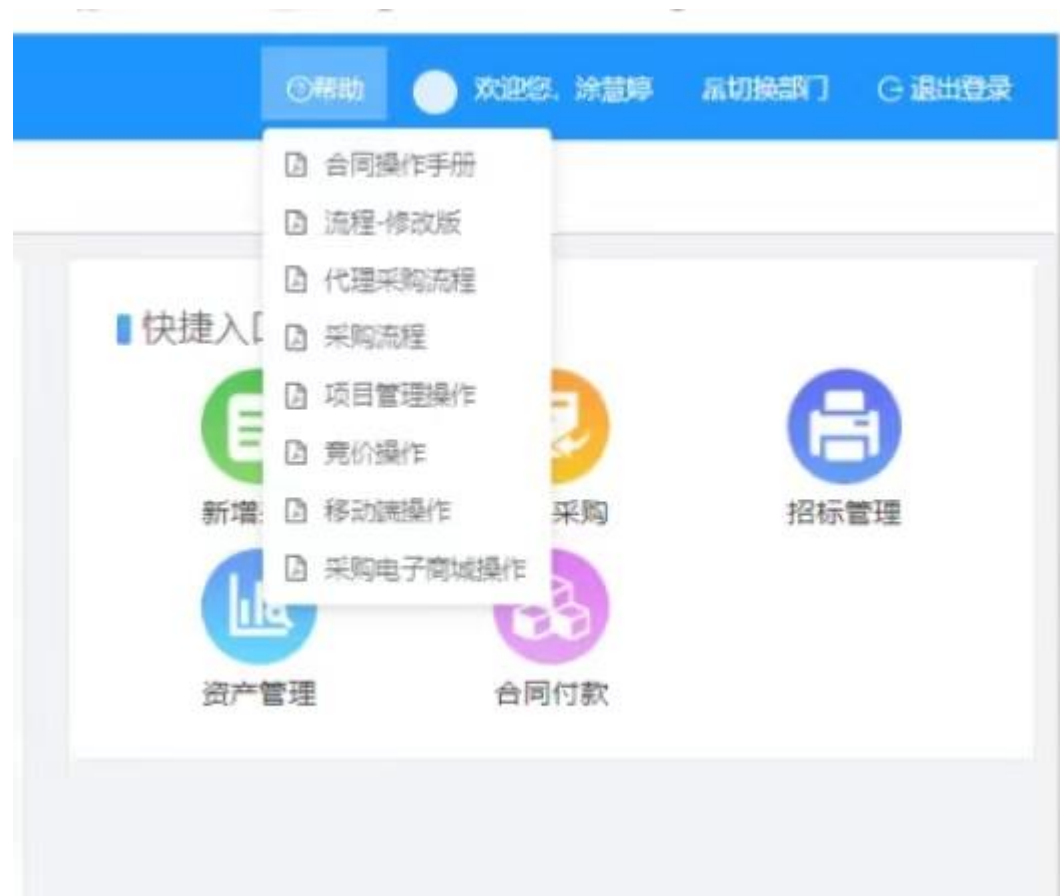 帮助 欢迎您，涂慧婷 切换部门 退出登录
合同操作手册
流程-修改版
代理采购流程
快捷入口
采购流程
项目管理操作
竞价操作
移动端操作
采购电子商城操作
新增 采购 招标管理
资产管理 合同付款